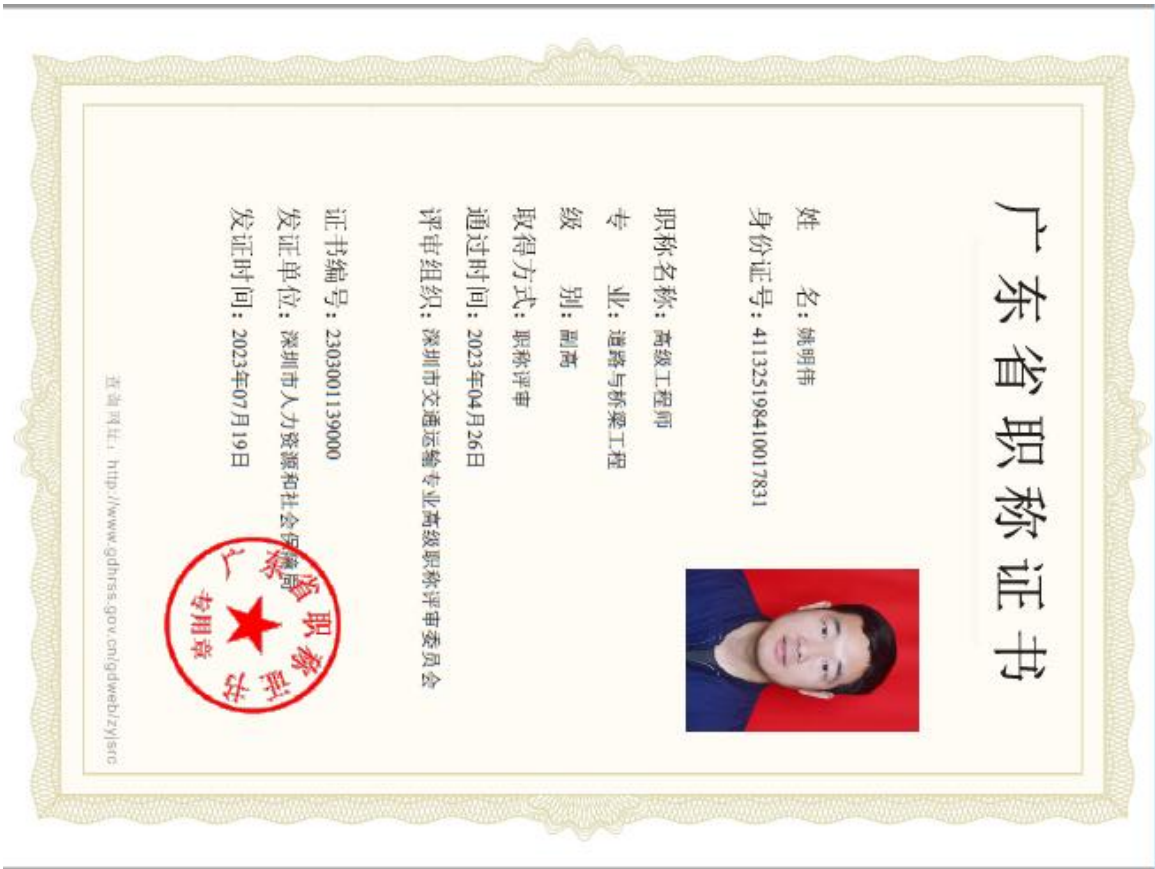 广东省职称证书
姓 名：姚明伟
身份证号：411325198410017831
职称名称：高级工程师
专 业：道路与桥梁工程
级 别：副高
取得方式：职称评审
通过时间：2023年04月26日
评审组织：深圳市交通运输专业高级职称评审委员会
证书编号：2303001139000
发证单位：深圳市人力资源和社会保障局
发证时间：2023年07月19日
广东省职称证书
专用章
查询网址：http://www.gdhrss.gov.cn/gdweb/zyjsrc